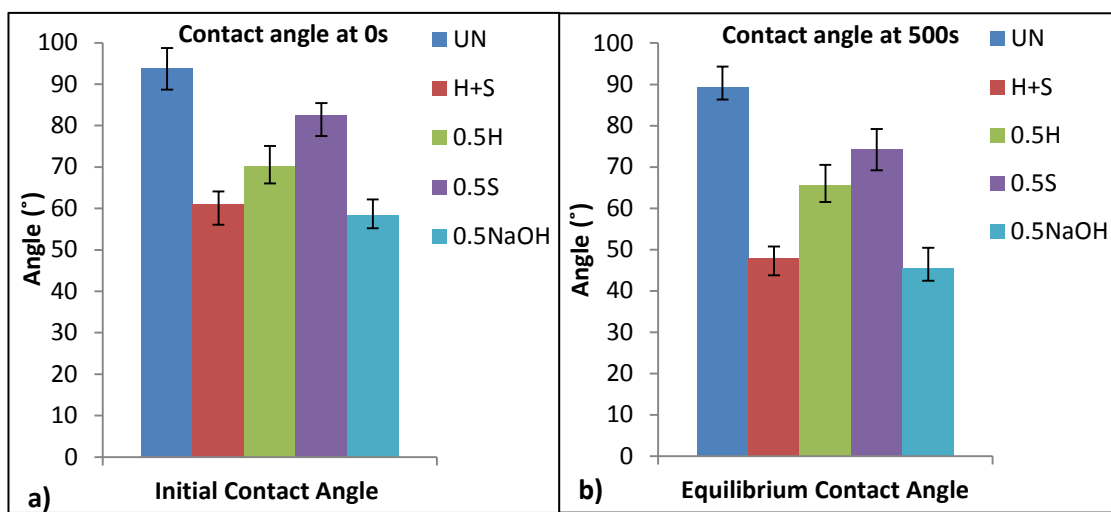 Contact angle at 0s
100
90
80
70
60
50
40
30
20
10
0
Angle (˚)
UN
H+S
0.5H
0.5S
0.5NaOH
a)
Initial Contact Angle
Contact angle at 500s
100
90
80
70
60
50
40
30
20
10
0
Angle (˚)
UN
H+S
0.5H
0.5S
0.5NaOH
b)
Equilibrium Contact Angle